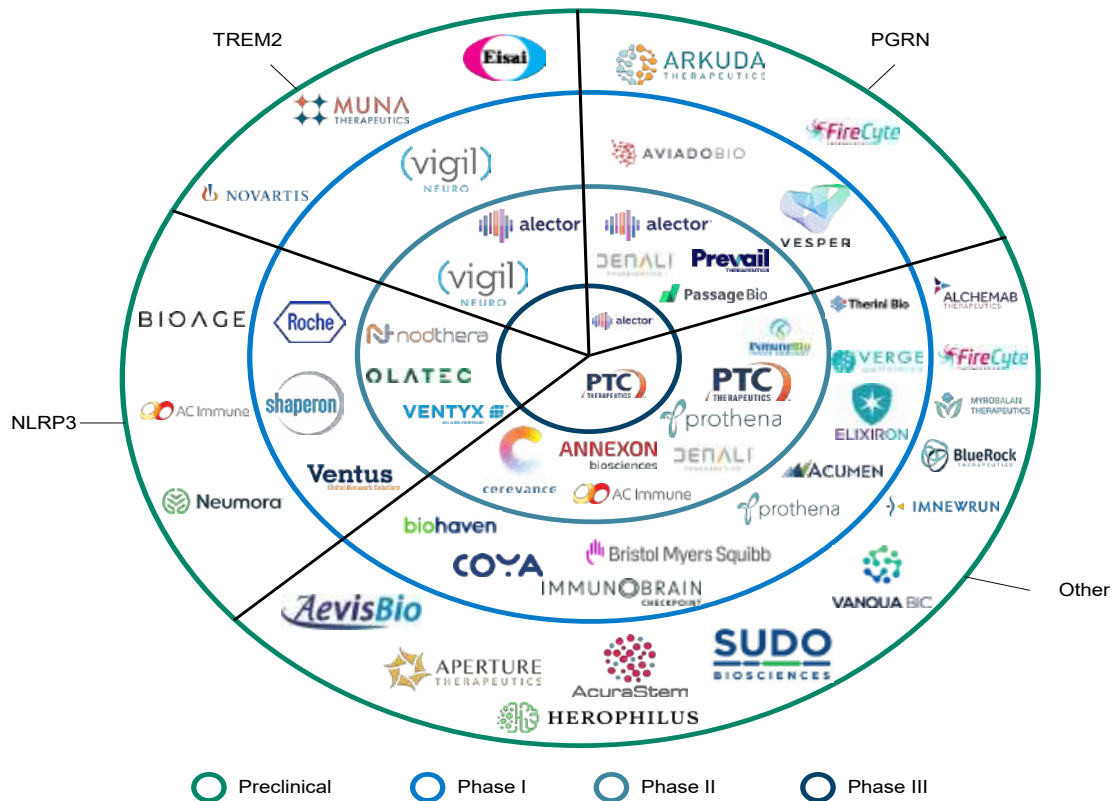 TREM2
PGRN
Eisai
ARKUDA
THERAPEUTICS
MUNA
THERAPEUTICS
FireCyte
AVIADOBIO
(vigil)
NEURO
NOVARTIS
VESPER
alector
alector
DENALI
Prevail
THERAPEUTICS
(vigil)
NEURO
PassageBio
ALCHEMAB
THERAPEUTICS
Therini Bio
BIOAGE
Roche
alector
nodthera
VERGE
FireCyte
OLATEC
PTC
THERAPEUTICS
PTC
THERAPEUTICS
shaperon
AC Immune
MYROBALAN
THERAPEUTICS
NLRP3
VENTYX
prothena
ELIXIRON
ANNEXON
biosciences
DENALI
BlueRock
THERAPEUTICS
Ventus
Global Network Solutions
ACUMEN
cerevance
AC Immune
Neumora
prothena
IMNEWRUN
biohaven
Bristol Myers Squibb
COYA
IMMUNOBRAIN
CHECKPOINT
VANQUA BIO
Other
AevisBio
SUDO
BIOSCIENCES
APERTURE
THERAPEUTICS
AcuraStem
HEROPHILUS
Preclinical
Phase I
Phase II
Phase III